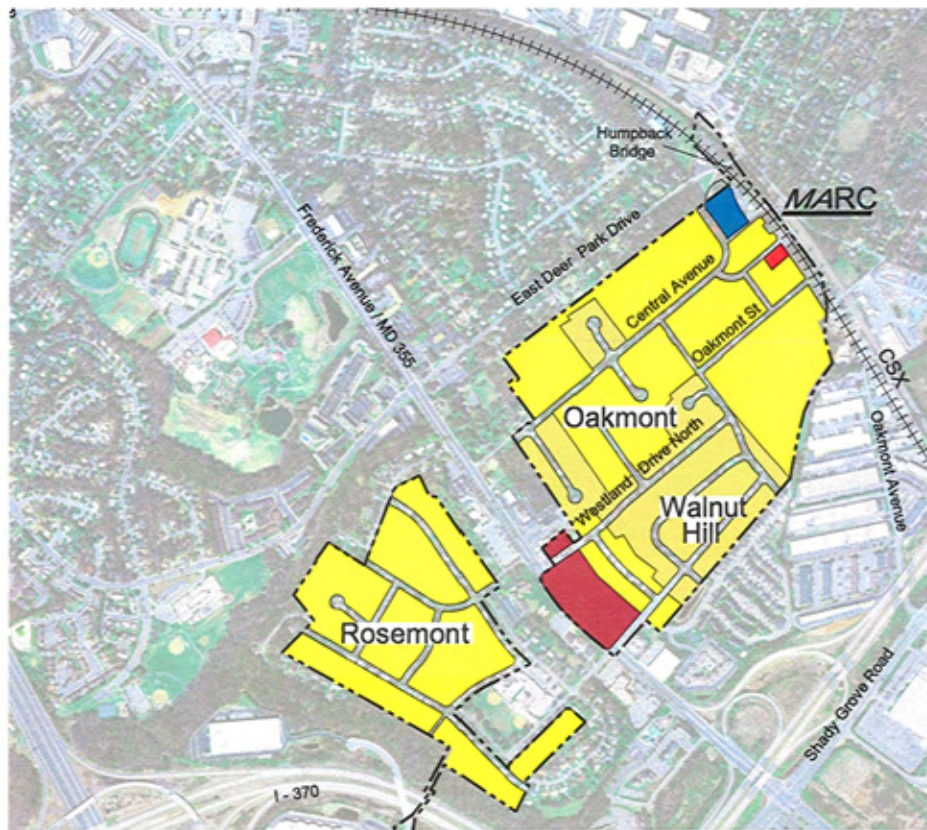 Humpback
Bridge
MARC
East Deer Park Drive
Frederick Avenue / MD 355
Central Avenue
Oakmont St
CSX
Oakmont
Oakmont Avenue
Westland Drive North
Walnut
Hill
Rosemont
Shady Grove Road
I - 370